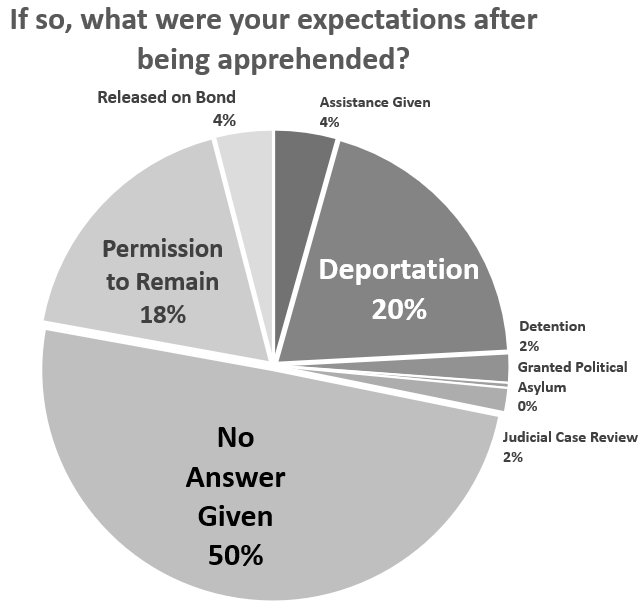 If so, what were your expectations after
being apprehended?
Released on Bond
4%
Assistance Given
4%
Permission
to Remain
18%
Deportation
20%
Detention
2%
Granted Political
Asylum
0%
Judicial Case Review
2%
No
Answer
Given
50%